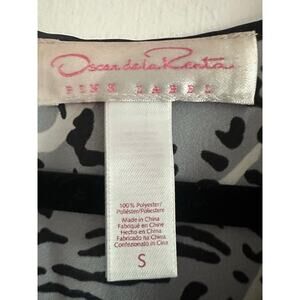 Oscar de la Renta
PINK LABEL
100% Polyester/
Poliéster/Poliestere
Made in China
Fabriqué en Chine
Hecho en China
Fabricado na China
Confezionato in Cina
S